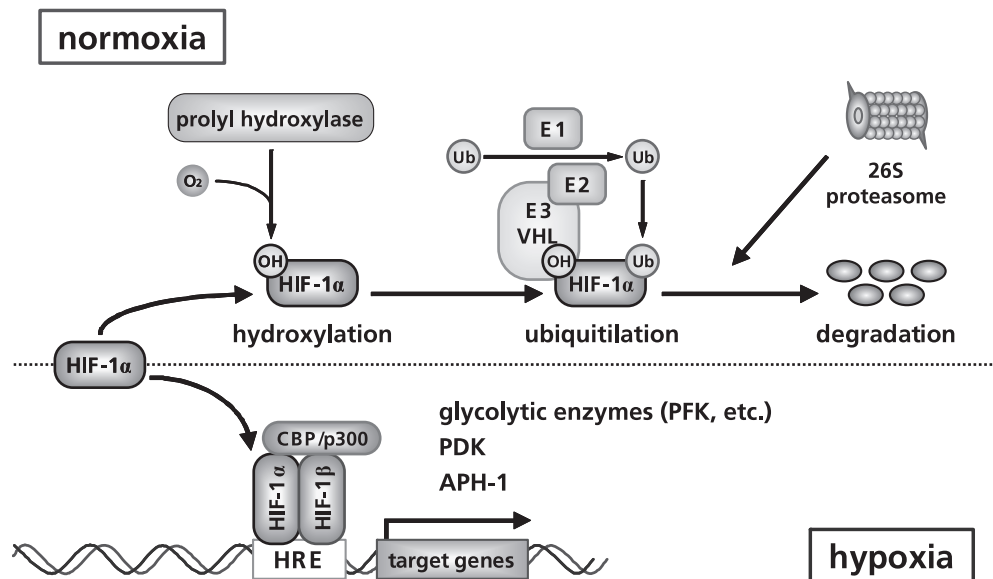 normoxia
prolyl hydroxylase
O2
OH
HIF-1α
hydroxylation
E1
Ub
Ub
E2
E3
VHL
OH
Ub
HIF-1α
ubiquitilation
26S
proteasome
degradation
HIF-1α
glycolytic enzymes (PFK, etc.)
PDK
APH-1
CBP/p300
HIF-1α
HIF-1β
HRE
target genes
hypoxia